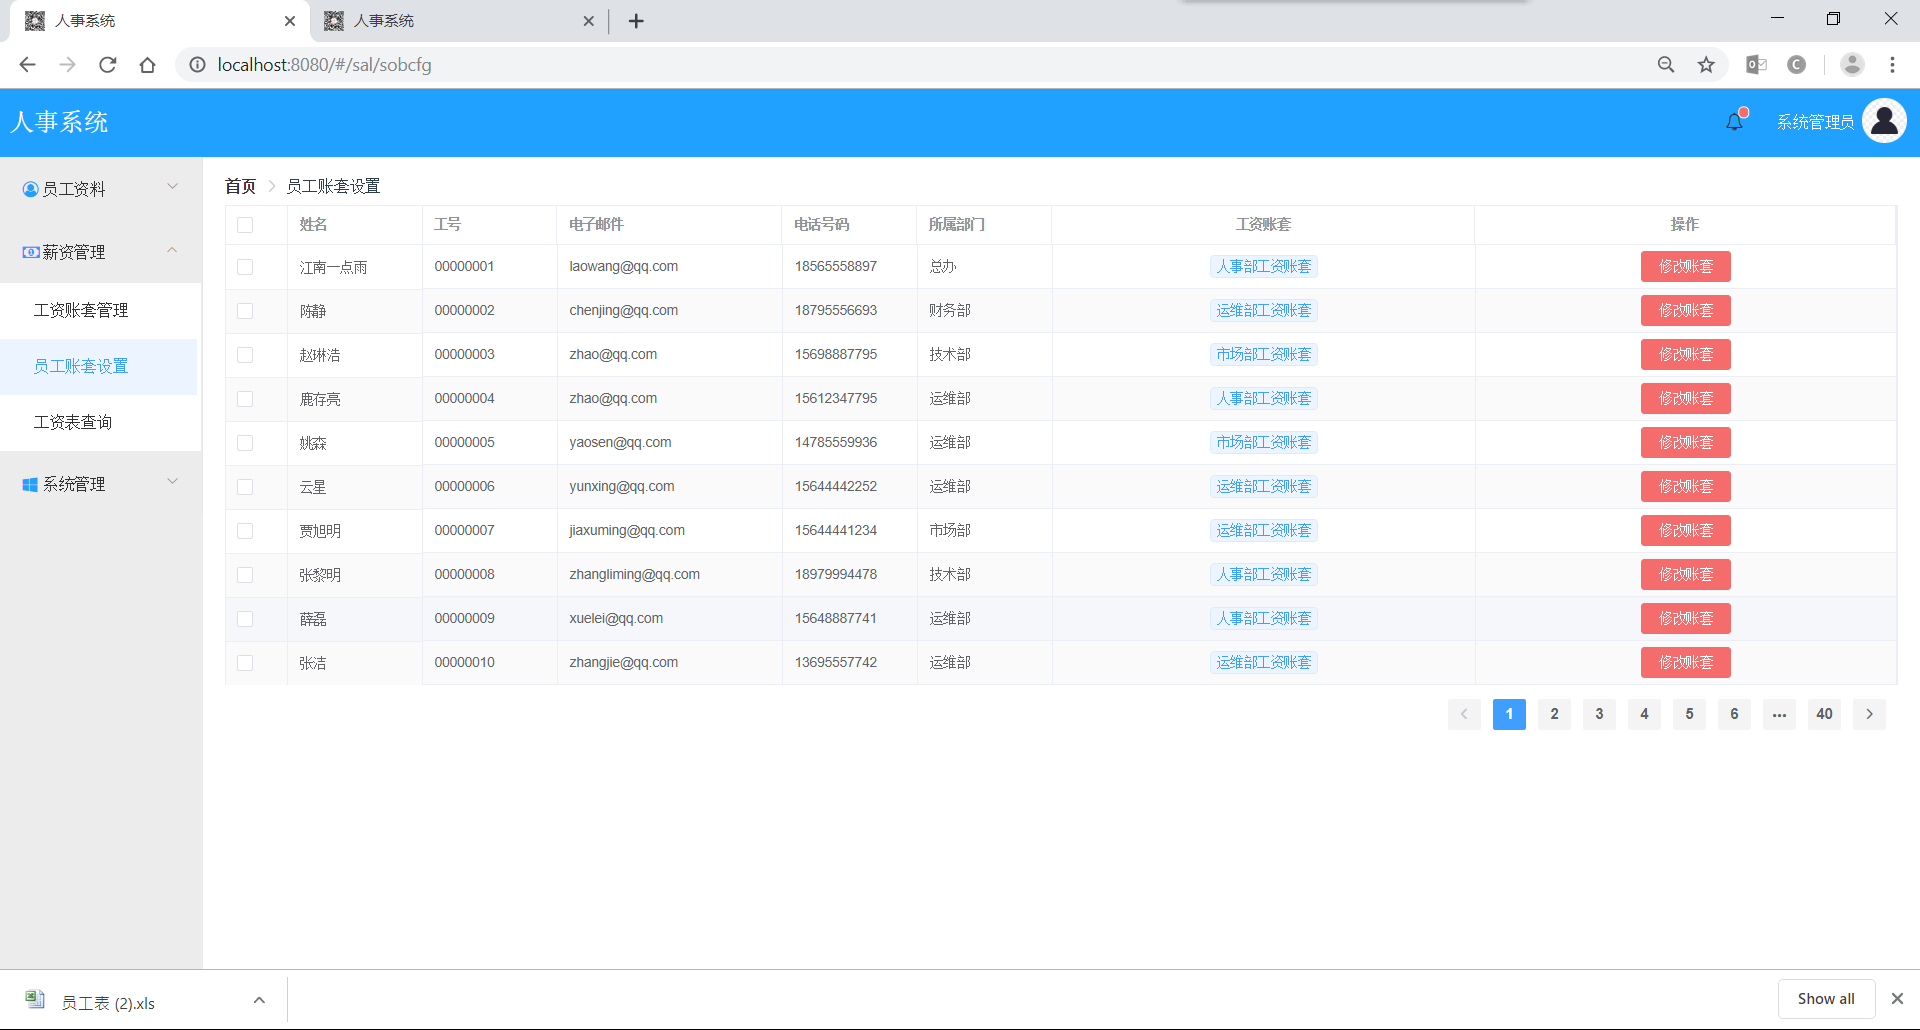 人事系统
人事系统
localhost:8080/#/sal/sobcfg
人事系统
系统管理员
员工资料
薪资管理
工资账套管理
员工账套设置
工资表查询
系统管理
首页 > 员工账套设置
姓名 工号 电子邮件 电话号码 所属部门 工资账套 操作
江南一点雨 00000001 laowang@qq.com 18565558897 总办 人事部工资账套 修改账套
陈静 00000002 chenjing@qq.com 18795556693 财务部 运维部工资账套 修改账套
赵琳浩 00000003 zhao@qq.com 15698887795 技术部 市场部工资账套 修改账套
鹿存亮 00000004 zhao@qq.com 15612347795 运维部 人事部工资账套 修改账套
姚森 00000005 yaosen@qq.com 14785559936 运维部 市场部工资账套 修改账套
云星 00000006 yunxing@qq.com 15644442252 运维部 运维部工资账套 修改账套
贾旭明 00000007 jiaxuming@qq.com 15644441234 市场部 运维部工资账套 修改账套
张黎明 00000008 zhangliming@qq.com 18979994478 技术部 人事部工资账套 修改账套
薛磊 00000009 xuelei@qq.com 15648887741 运维部 人事部工资账套 修改账套
张洁 00000010 zhangjie@qq.com 13695557742 运维部 运维部工资账套 修改账套
1 2 3 4 5 6 ... 40
员工表 (2).xls
Show all